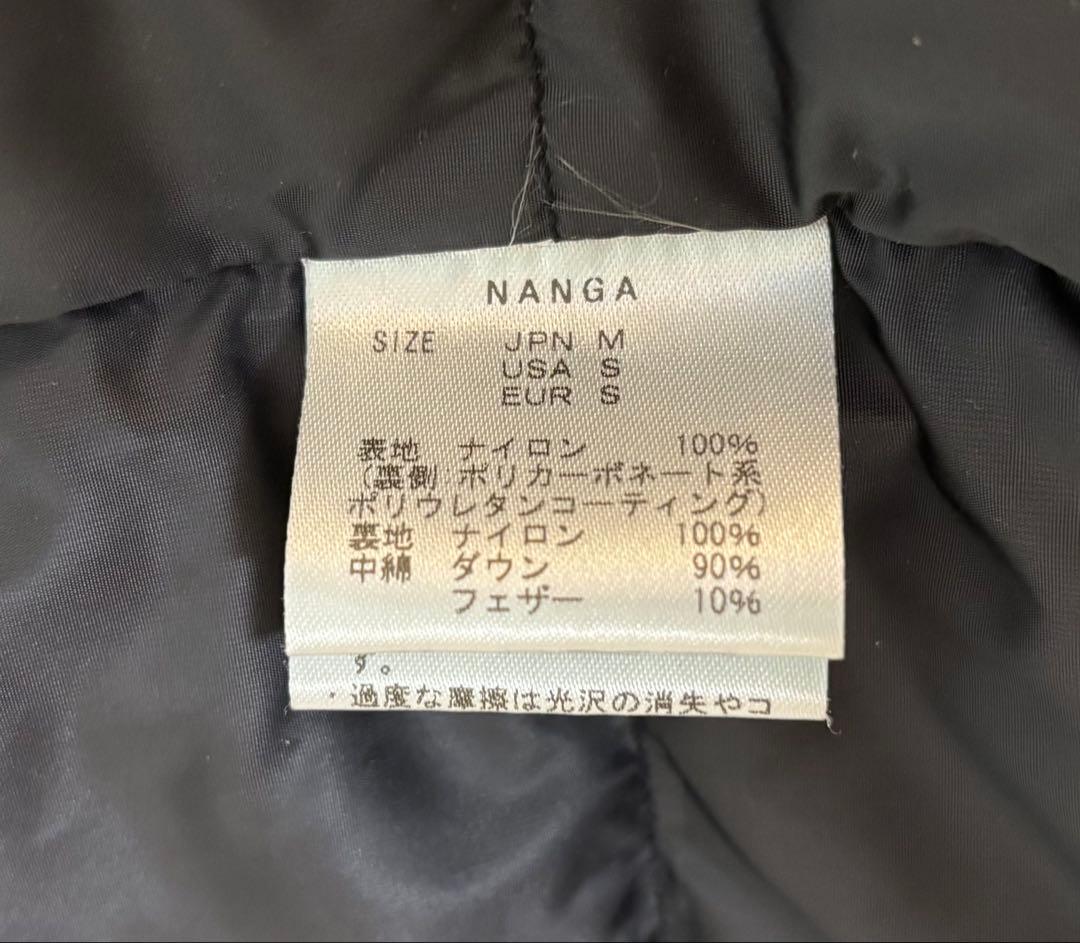 NANGA
SIZE JPN M
USA S
EUR S
表地 ナイロン 100%
(裏側 ポリカーボネート系
ポリウレタンコーティング)
裏地 ナイロン 100%
中綿 ダウン 90%
フェザー 10%
す。
・過度な摩擦は光沢の消失やコ